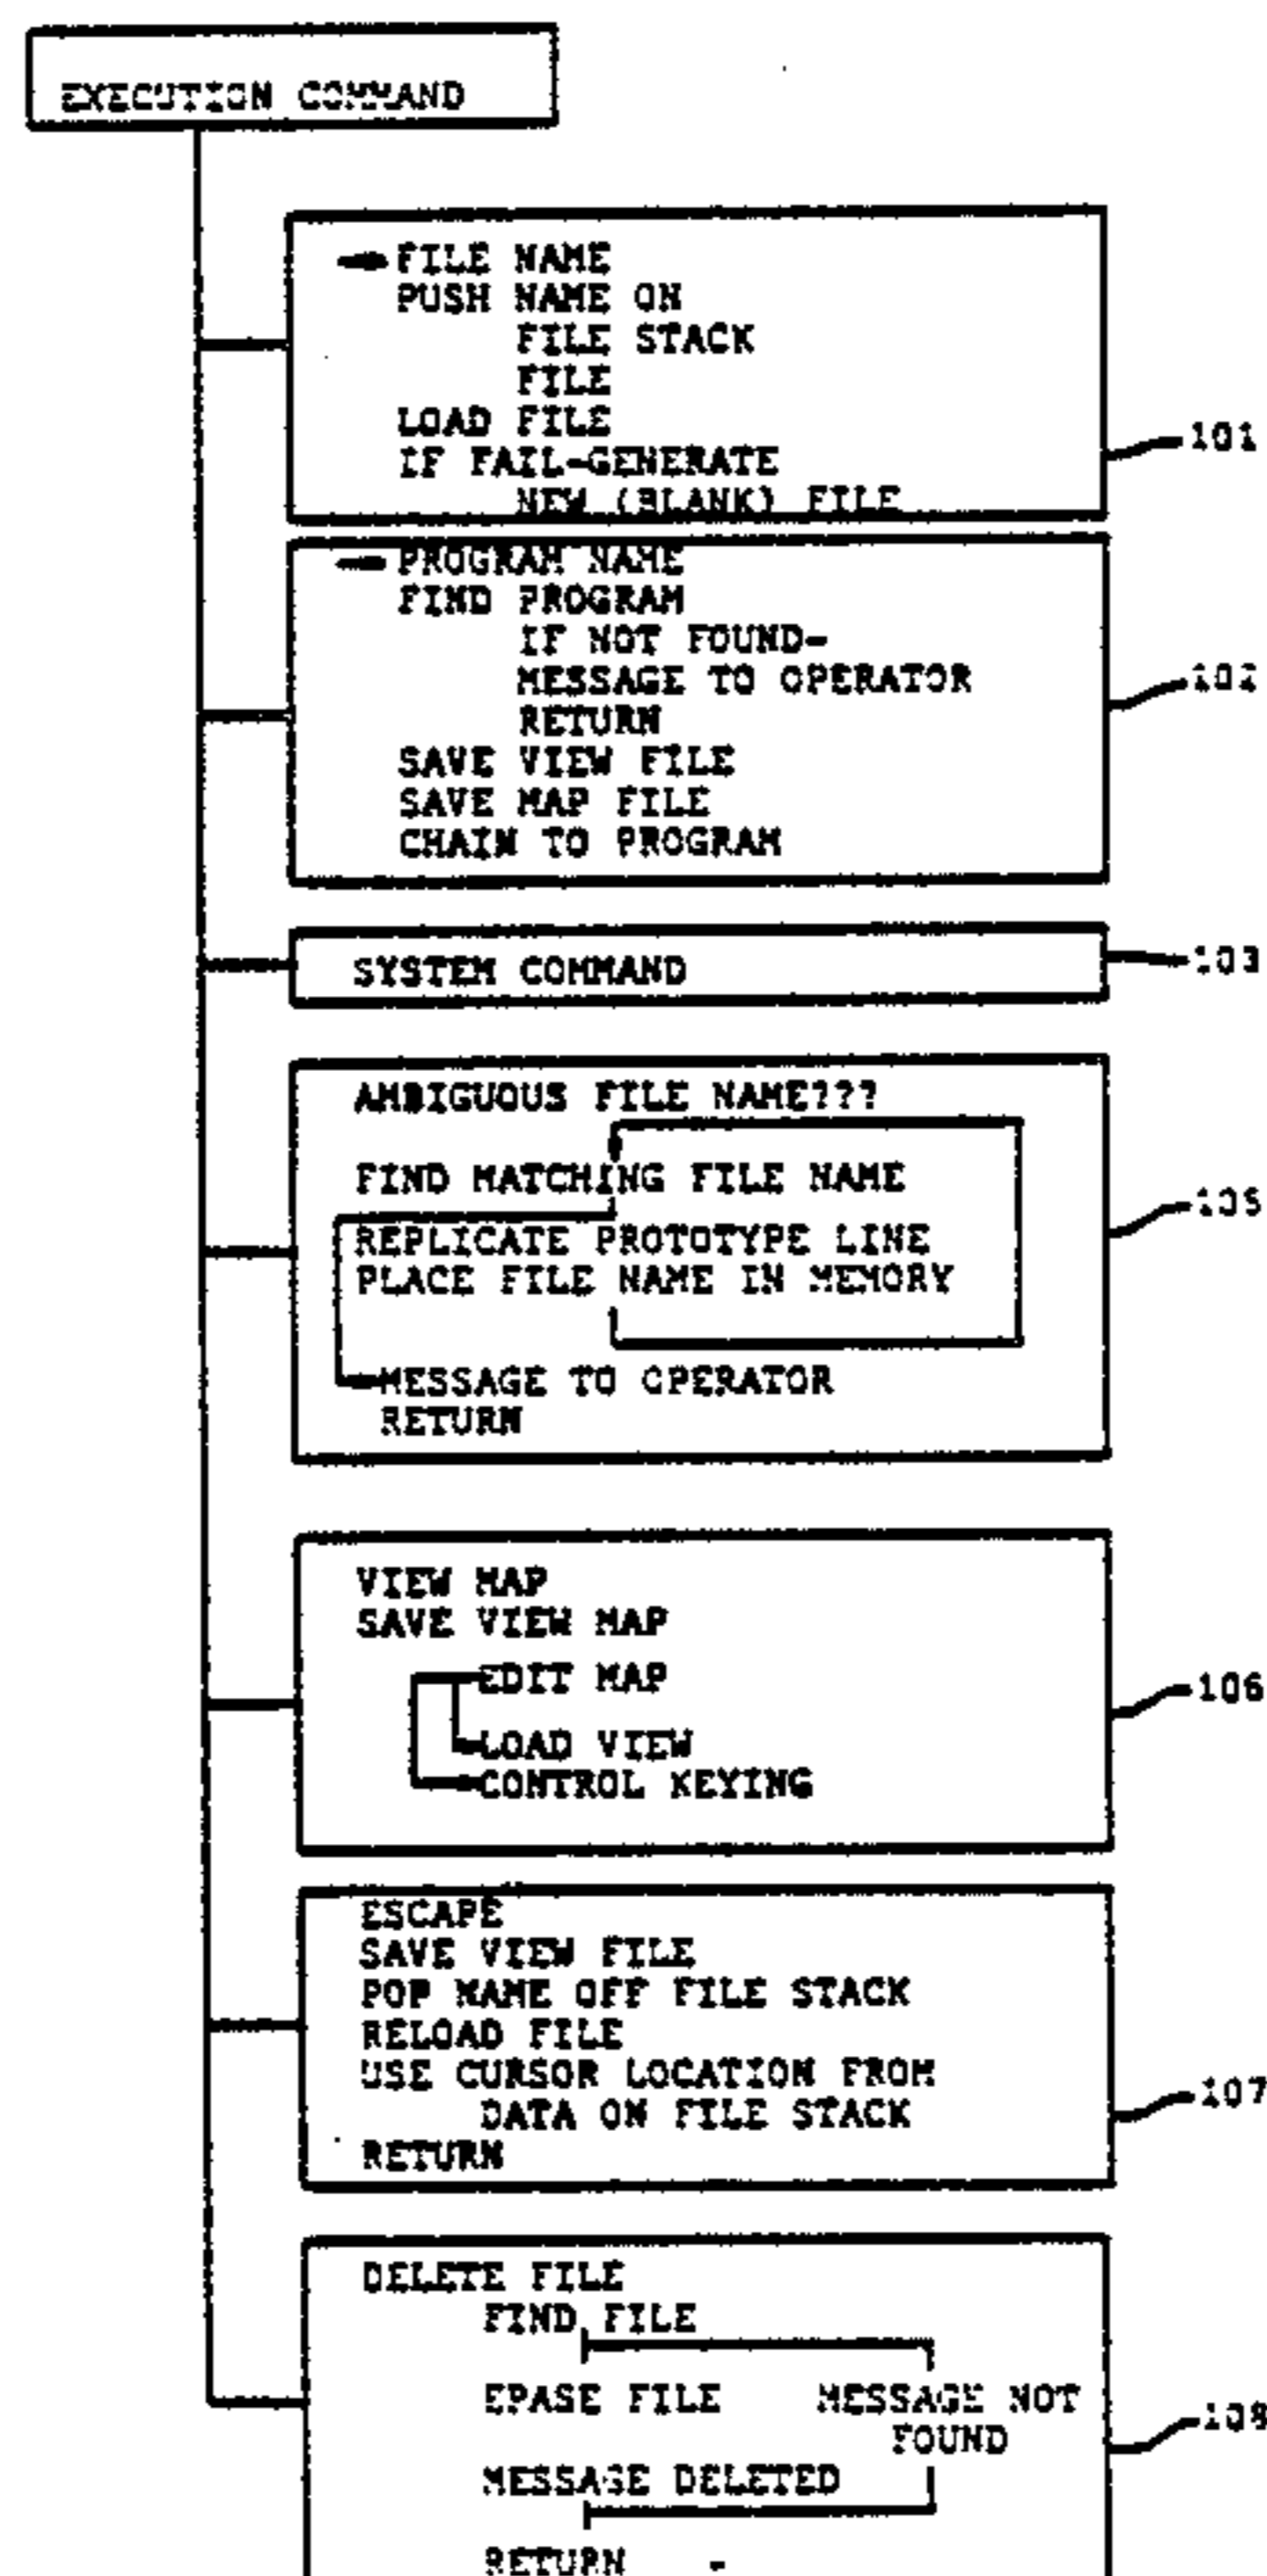 EXECUTION COMMAND
FILE NAME
PUSH NAME ON
FILE STACK
FILE
LOAD FILE
IF FAIL-GENERATE
NEW (BLANK) FILE
101
PROGRAM NAME
FIND PROGRAM
IF NOT FOUND-
MESSAGE TO OPERATOR
RETURN
SAVE VIEW FILE
SAVE MAP FILE
CHAIN TO PROGRAM
102
SYSTEM COMMAND
103
AMBIGUOUS FILE NAME???
FIND MATCHING FILE NAME
REPLICATE PROTOTYPE LINE
PLACE FILE NAME IN MEMORY
MESSAGE TO OPERATOR
RETURN
105
VIEW MAP
SAVE VIEW MAP
EDIT MAP
LOAD VIEW
CONTROL KEYING
106
ESCAPE
SAVE VIEW FILE
POP NAME OFF FILE STACK
RELOAD FILE
USE CURSOR LOCATION FROM
DATA ON FILE STACK
RETURN
107
DELETE FILE
FIND FILE
EPASE FILE MESSAGE NOT
FOUND
MESSAGE DELETED
RETURN
108